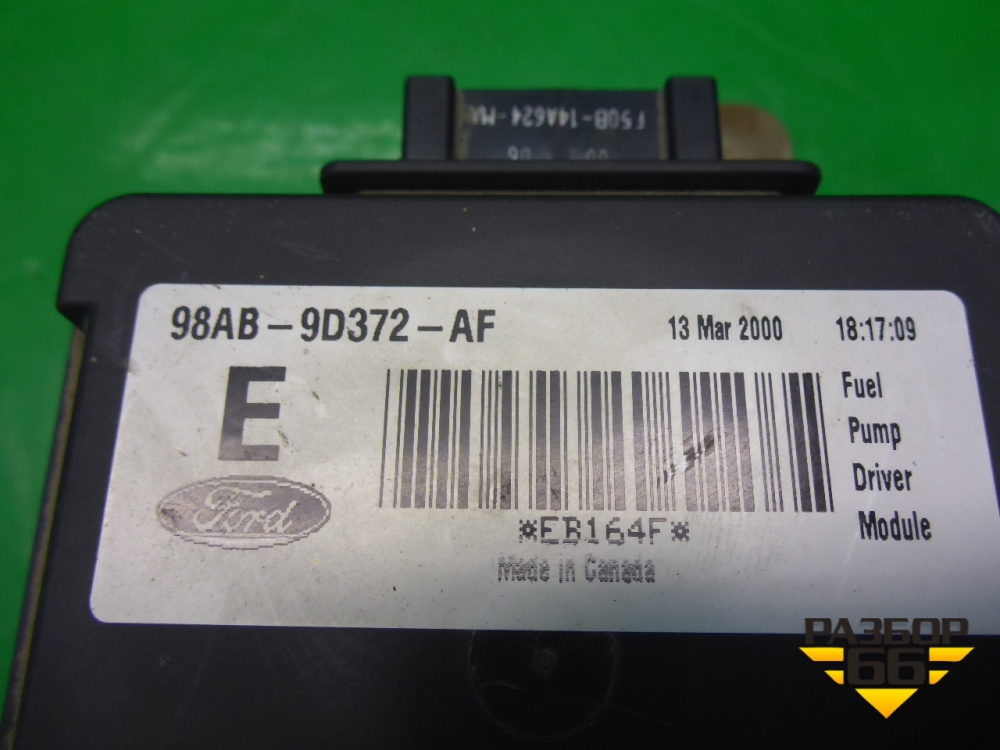 F50B-14A624-MA
98AB-9D372-AF 13 Mar 2000 18:17:09
E
Fuel
Pump
Driver
Module
Ford
*EB164F*
Made in Canada
РАЗБОР
66